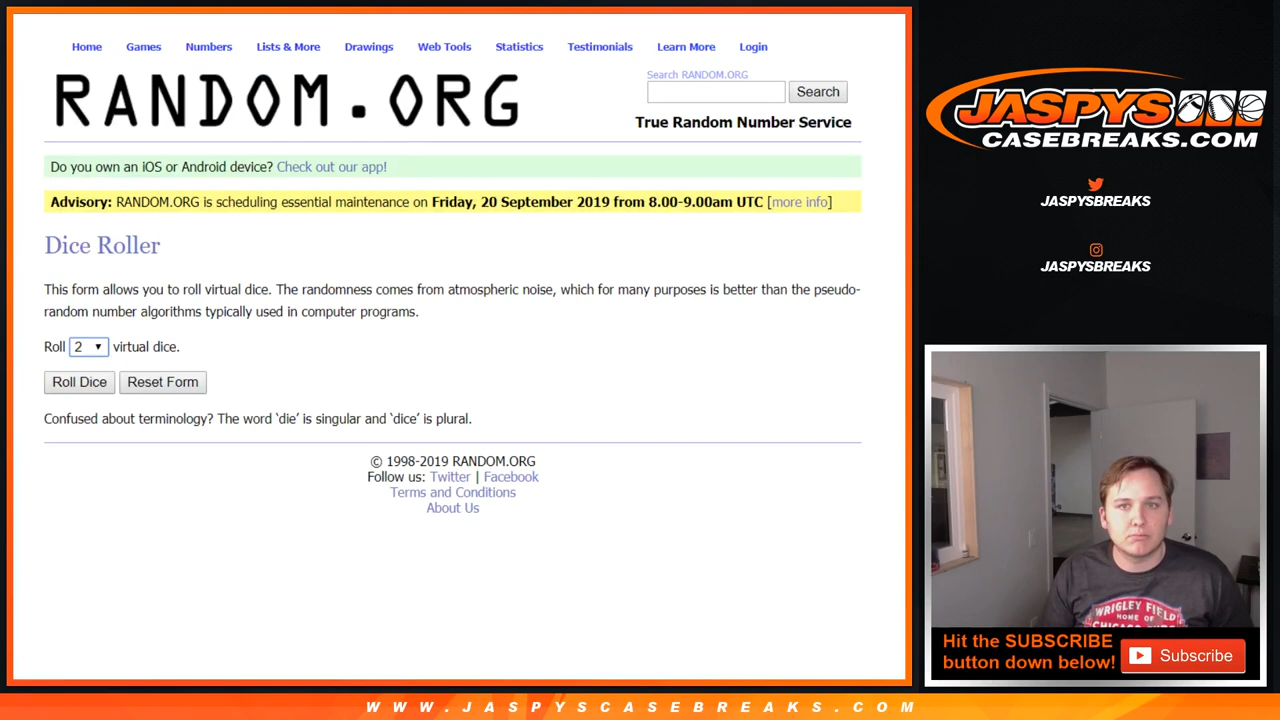 Home Games Numbers Lists & More Drawings Web Tools Statistics Testimonials Learn More Login
RANDOM.ORG
Search RANDOM.ORG
Search
True Random Number Service
Do you own an iOS or Android device? Check out our app!
Advisory: RANDOM.ORG is scheduling essential maintenance on Friday, 20 September 2019 from 8.00-9.00am UTC [more info]
Dice Roller
This form allows you to roll virtual dice. The randomness comes from atmospheric noise, which for many purposes is better than the pseudo-
random number algorithms typically used in computer programs.
Roll 2 virtual dice.
Roll Dice Reset Form
Confused about terminology? The word ‘die’ is singular and ‘dice’ is plural.
© 1998-2019 RANDOM.ORG
Follow us: Twitter | Facebook
Terms and Conditions
About Us
JASPYS
CASEBREAKS.COM
JASPYSBREAKS
JASPYSBREAKS
WRIGLEY FIELD
HOME OF
CHICAGO CUBS
Hit the SUBSCRIBE
button down below!
Subscribe
WWW.JASPYSCASEBREAKS.COM